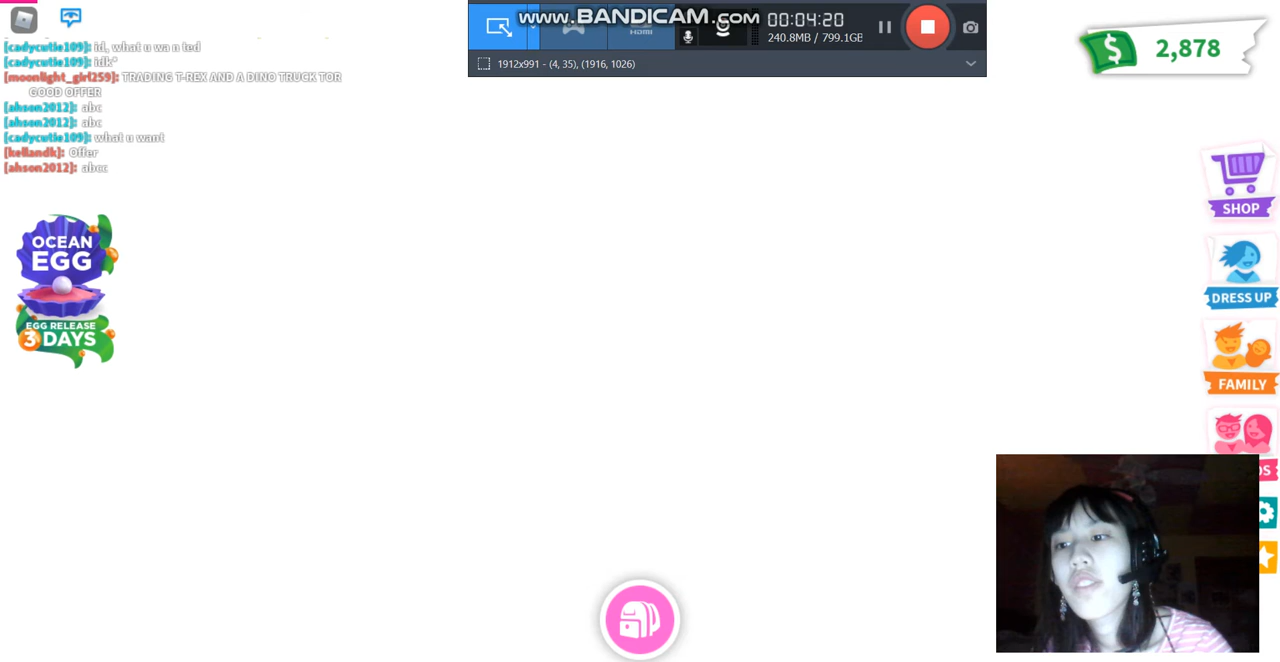 www.BANDICAM.com
HDMI
00:04:20
240.8MB / 799.1GB
1912x991 - (4, 35), (1916, 1026)
2,878
[cadycutie109]: id, what u wa n ted
[cadycutie109]: idk*
[moonlight_girl259]: TRADING T-REX AND A DINO TRUCK TOR
GOOD OFFER
[ahson2012]: abc
[ahson2012]: abc
[cadycutie109]: what u want
[kellandk]: Offer
[ahson2012]: abcc
OCEAN
EGG
EGG RELEASE
3 DAYS
SHOP
DRESS UP
FAMILY